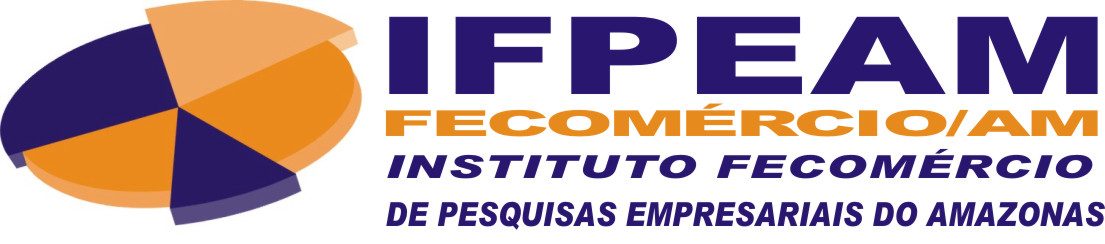 IFPEAM
FECOMÉRCIO/AM
INSTITUTO FECOMÉRCIO
DE PESQUISAS EMPRESARIAIS DO AMAZONAS